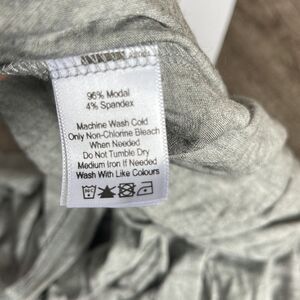 96% Modal
4% Spandex
Machine Wash Cold
Only Non-Chlorine Bleach
When Needed
Do Not Tumble Dry
Medium Iron If Needed
Wash With Like Colours